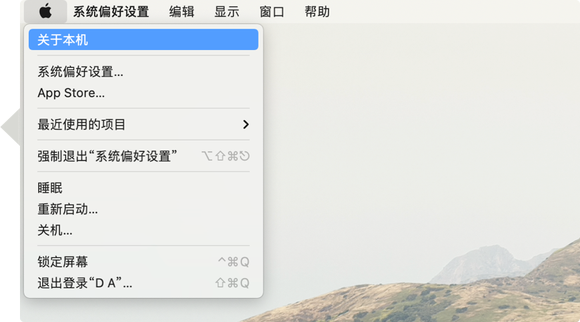 系统偏好设置 编辑 显示 窗口 帮助
关于本机
系统偏好设置...
App Store...
最近使用的项目
强制退出“系统偏好设置” ⌥⇧⌘⎋
睡眠
重新启动...
关机...
锁定屏幕 ^⌘Q
退出登录“D A”... ⇧⌘Q